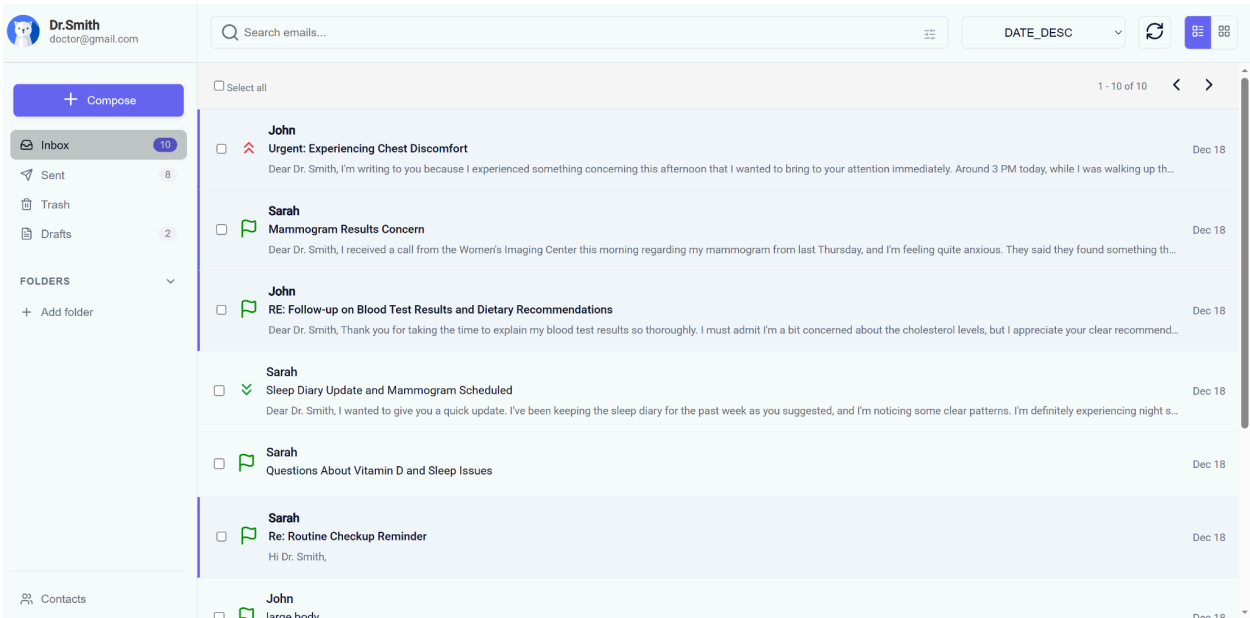 Dr.Smith
doctor@gmail.com
Search emails...
DATE_DESC
Compose
Inbox 10
Sent 8
Trash
Drafts 2
FOLDERS
Add folder
Contacts
Select all
1 - 10 of 10
John
Urgent: Experiencing Chest Discomfort
Dear Dr. Smith, I'm writing to you because I experienced something concerning this afternoon that I wanted to bring to your attention immediately. Around 3 PM today, while I was walking up th...
Dec 18
Sarah
Mammogram Results Concern
Dear Dr. Smith, I received a call from the Women's Imaging Center this morning regarding my mammogram from last Thursday, and I'm feeling quite anxious. They said they found something th...
Dec 18
John
RE: Follow-up on Blood Test Results and Dietary Recommendations
Dear Dr. Smith, Thank you for taking the time to explain my blood test results so thoroughly. I must admit I'm a bit concerned about the cholesterol levels, but I appreciate your clear recommend...
Dec 18
Sarah
Sleep Diary Update and Mammogram Scheduled
Dear Dr. Smith, I wanted to give you a quick update. I've been keeping the sleep diary for the past week as you suggested, and I'm noticing some clear patterns. I'm definitely experiencing night s...
Dec 18
Sarah
Questions About Vitamin D and Sleep Issues
Dec 18
Sarah
Re: Routine Checkup Reminder
Hi Dr. Smith,
Dec 18
John
large body
Dec 18